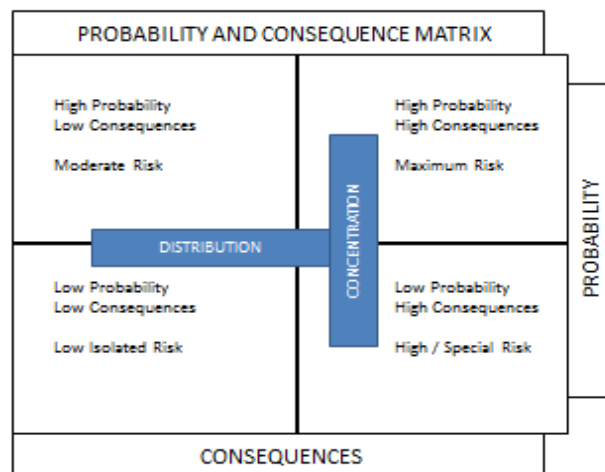 PROBABILITY AND CONSEQUENCE MATRIX
High Probability
Low Consequences
Moderate Risk
High Probability
High Consequences
Maximum Risk
DISTRIBUTION
CONCENTRATION
PROBABILITY
Low Probability
Low Consequences
Low Isolated Risk
Low Probability
High Consequences
High / Special Risk
CONSEQUENCES